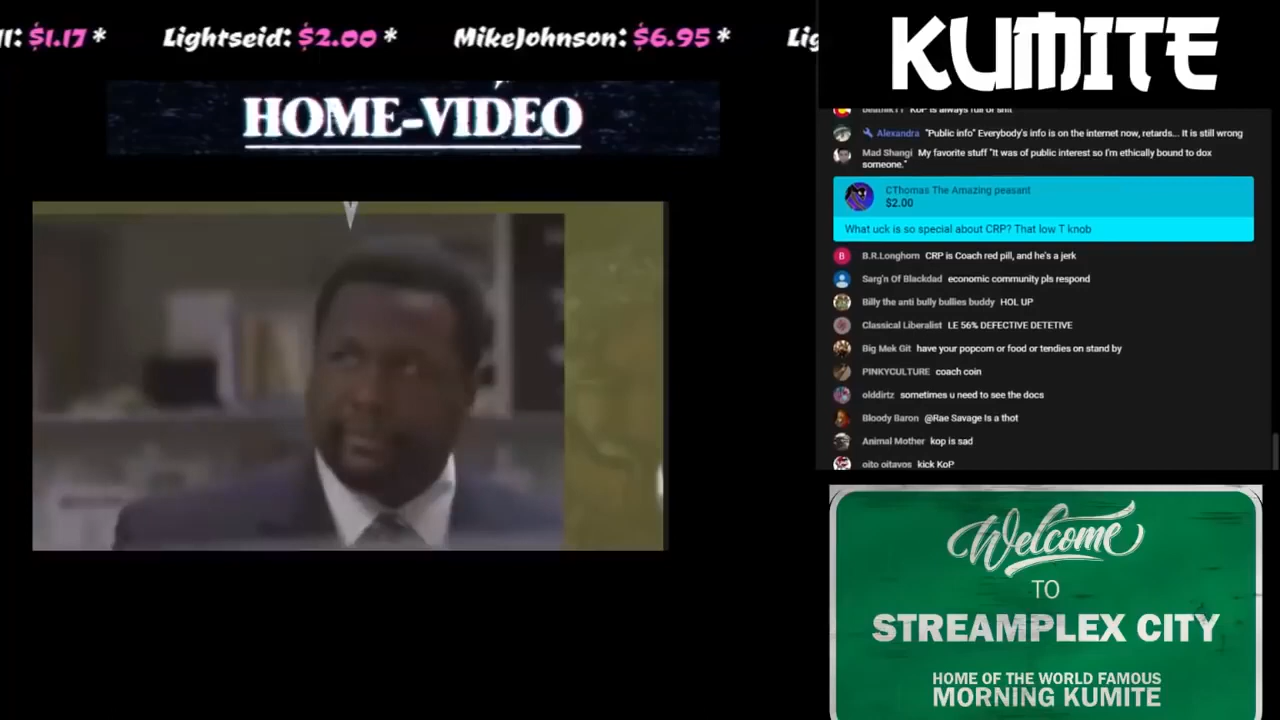 $1.17 *
Lightseid: $2.00 *
MikeJohnson: $6.95 *
Lig
KUMITE
HOME-VIDEO
KoP is always full of shit
Alexandra "Public info" Everybody's info is on the internet now, retards... It is still wrong
Mad Shangi My favorite stuff "It was of public interest so I'm ethically bound to dox
someone."
CThomas The Amazing peasant
$2.00
What uck is so special about CRP? That low T knob
B.R.Longhorn CRP is Coach red pill, and he's a jerk
Sarg'n Of Blackdad economic community pls respond
Billy the anti bully bullies buddy HOL UP
Classical Liberalist LE 56% DEFECTIVE DETETIVE
Big Mek Git have your popcorn or food or tendies on stand by
PINKYCULTURE coach coin
olddirtz sometimes u need to see the docs
Bloody Baron @Rae Savage Is a thot
Animal Mother kop is sad
oito oitavos kick KoP
Welcome
TO
STREAMPLEX CITY
HOME OF THE WORLD FAMOUS
MORNING KUMITE